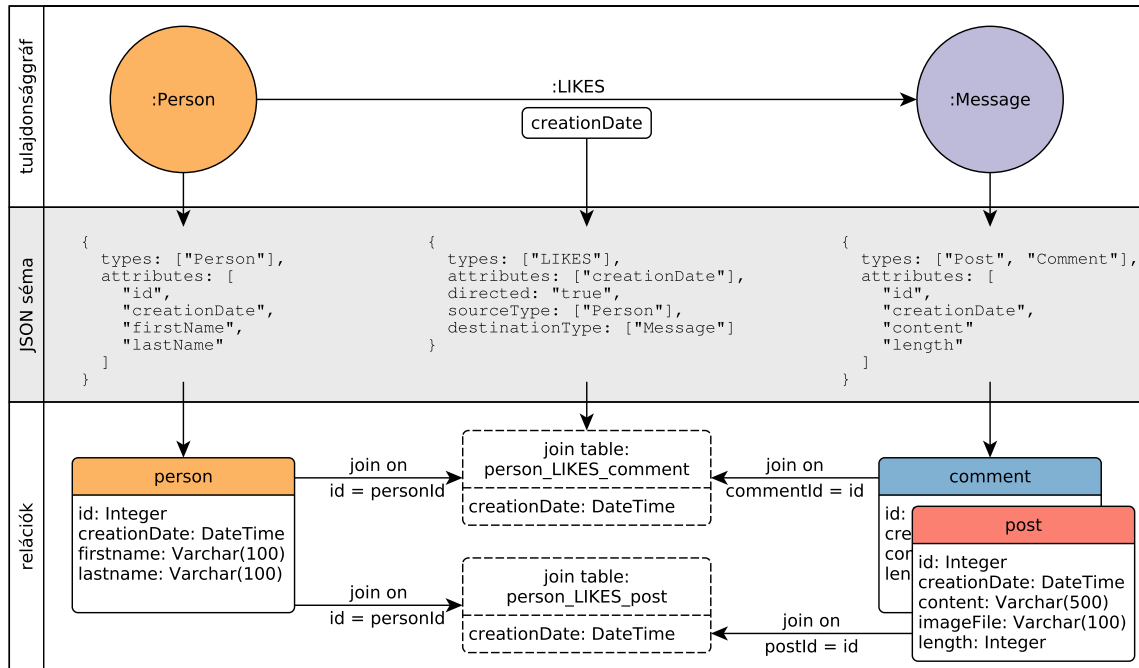 tulajdonsággráf
:Person
:LIKES
creationDate
:Message
JSON séma
{
types: ["Person"],
attributes: [
"id",
"creationDate",
"firstName",
"lastName"
]
}
{
types: ["LIKES"],
attributes: ["creationDate"],
directed: "true",
sourceType: ["Person"],
destinationType: ["Message"]
}
{
types: ["Post", "Comment"],
attributes: [
"id",
"creationDate",
"content"
"length"
]
}
relációk
person
id: Integer
creationDate: DateTime
firstname: Varchar(100)
lastname: Varchar(100)
join on
id = personId
join on
id = personId
join table:
person_LIKES_comment
creationDate: DateTime
join table:
person_LIKES_post
creationDate: DateTime
join on
commentId = id
join on
postId = id
comment
id:
post
id: Integer
creationDate: DateTime
content: Varchar(500)
imageFile: Varchar(100)
length: Integer